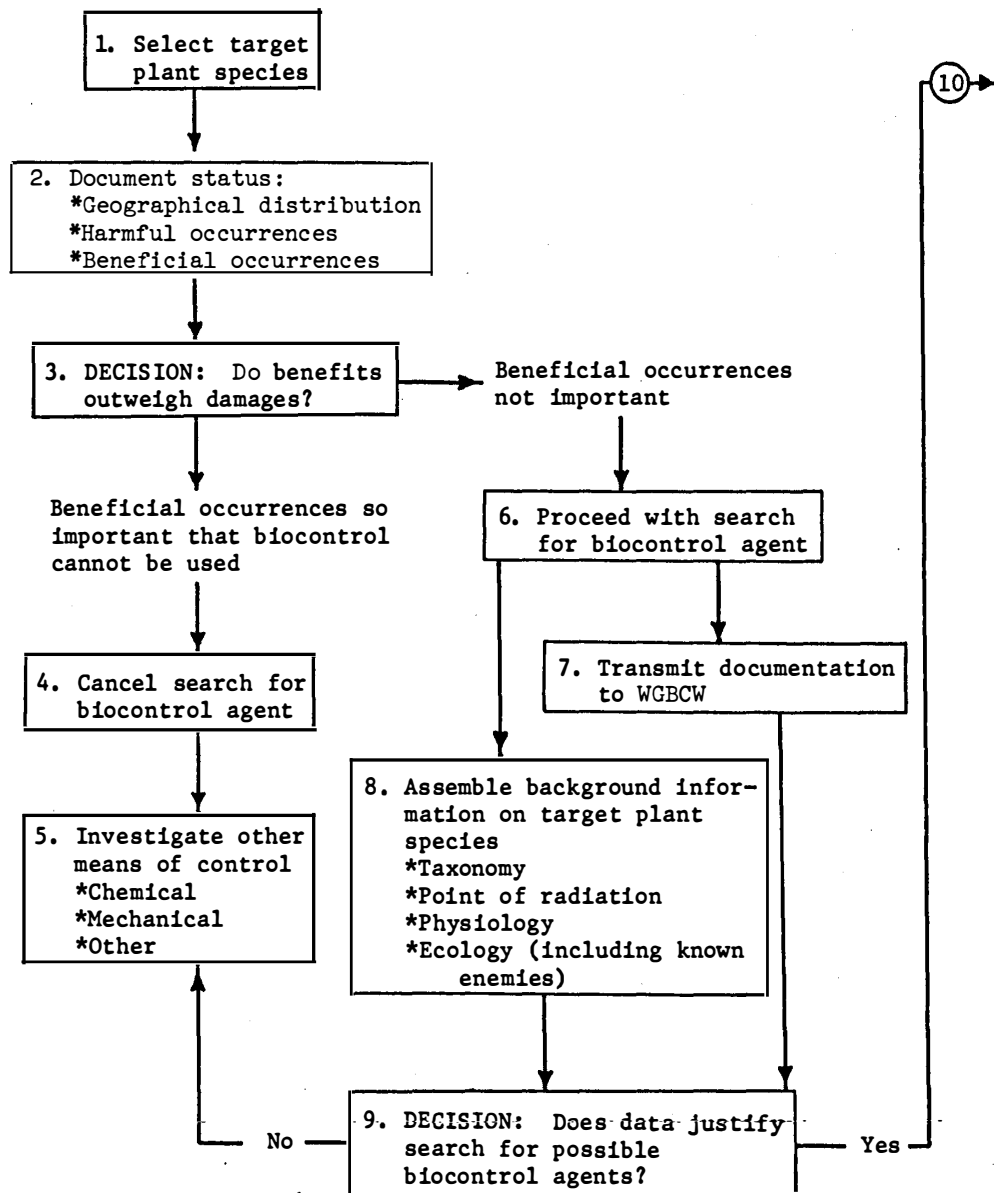 1. Select target
plant species
10
2. Document status:
*Geographical distribution
*Harmful occurrences
*Beneficial occurrences
3. DECISION: Do benefits
outweigh damages?
Beneficial occurrences
not important
Beneficial occurrences so
important that biocontrol
cannot be used
6. Proceed with search
for biocontrol agent
4. Cancel search for
biocontrol agent
7. Transmit documentation
to WGBCW
5. Investigate other
means of control
*Chemical
*Mechanical
*Other
8. Assemble background infor-
mation on target plant
species
*Taxonomy
*Point of radiation
*Physiology
*Ecology (including known
enemies)
9. DECISION: Does data justify
search for possible
biocontrol agents?
No
Yes